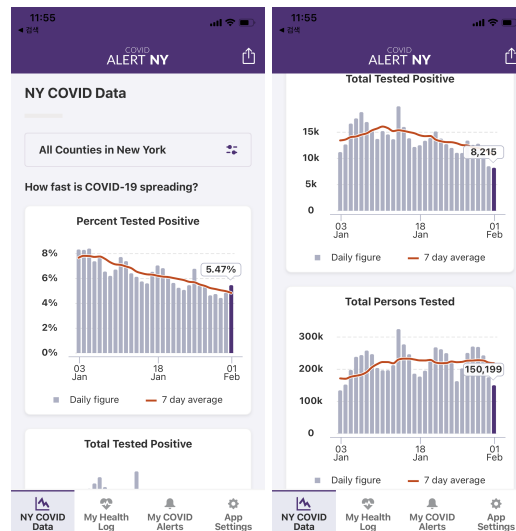 11:55
◀ 검색
COVID
ALERT NY
NY COVID Data
All Counties in New York
How fast is COVID-19 spreading?
Percent Tested Positive
8%
6%
4%
2%
0%
5.47%
03
Jan
18
Jan
01
Feb
Daily figure
7 day average
Total Tested Positive
NY COVID
Data
My Health
Log
My COVID
Alerts
App
Settings
11:55
◀ 검색
COVID
ALERT NY
Total Tested Positive
15k
10k
5k
0
8,215
03
Jan
18
Jan
01
Feb
Daily figure
7 day average
Total Persons Tested
300k
200k
100k
0
150,199
03
Jan
18
Jan
01
Feb
Daily figure
7 day average
NY COVID
Data
My Health
Log
My COVID
Alerts
App
Settings